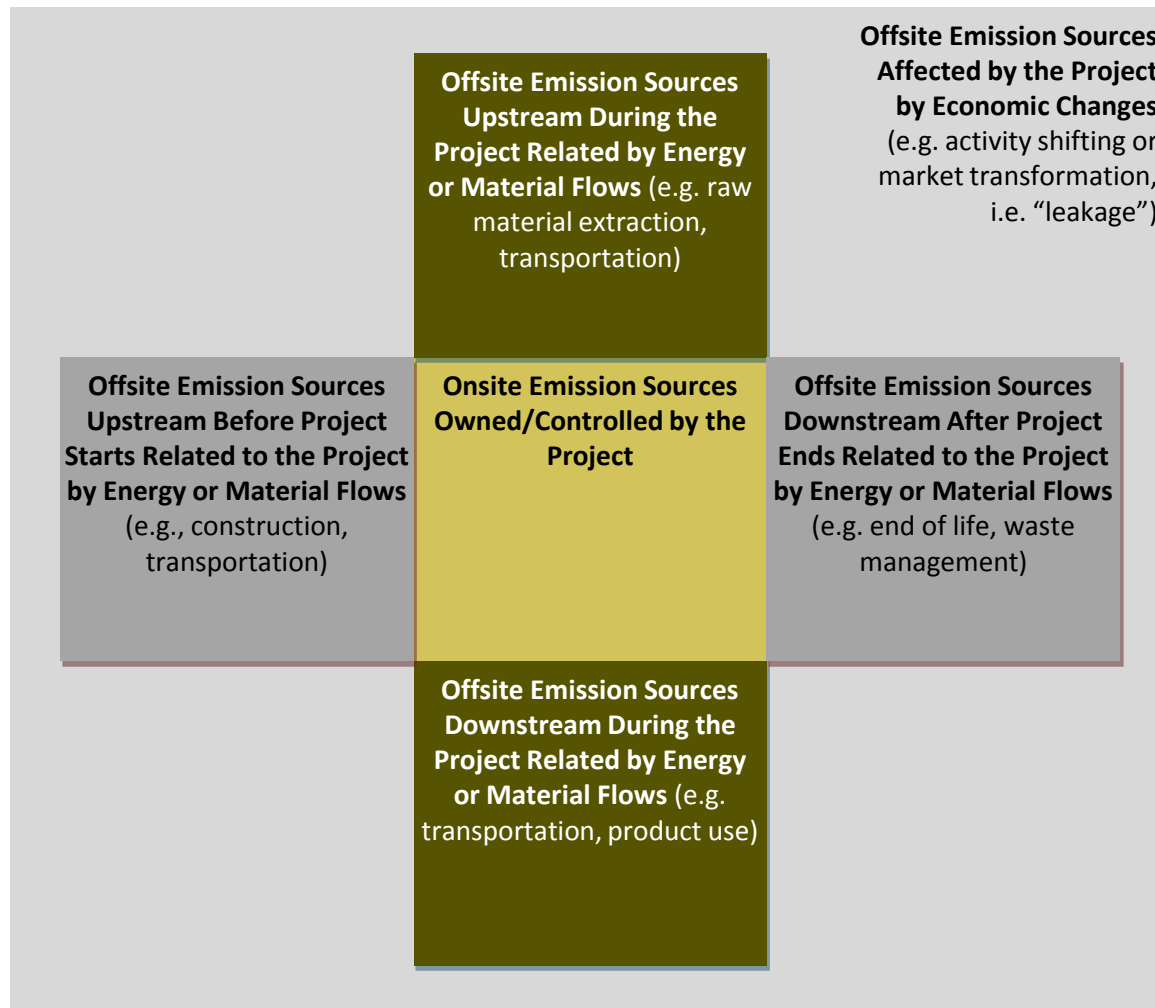 Offsite Emission Sources
Affected by the Project
by Economic Changes
(e.g. activity shifting or
market transformation,
i.e. “leakage”)
Offsite Emission Sources
Upstream During the
Project Related by Energy
or Material Flows (e.g. raw
material extraction,
transportation)
Offsite Emission Sources
Upstream Before Project
Starts Related to the Project
by Energy or Material Flows
(e.g., construction,
transportation)
Onsite Emission Sources
Owned/Controlled by the
Project
Offsite Emission Sources
Downstream After Project
Ends Related to the Project
by Energy or Material Flows
(e.g. end of life, waste
management)
Offsite Emission Sources
Downstream During the
Project Related by Energy
or Material Flows (e.g.
transportation, product use)